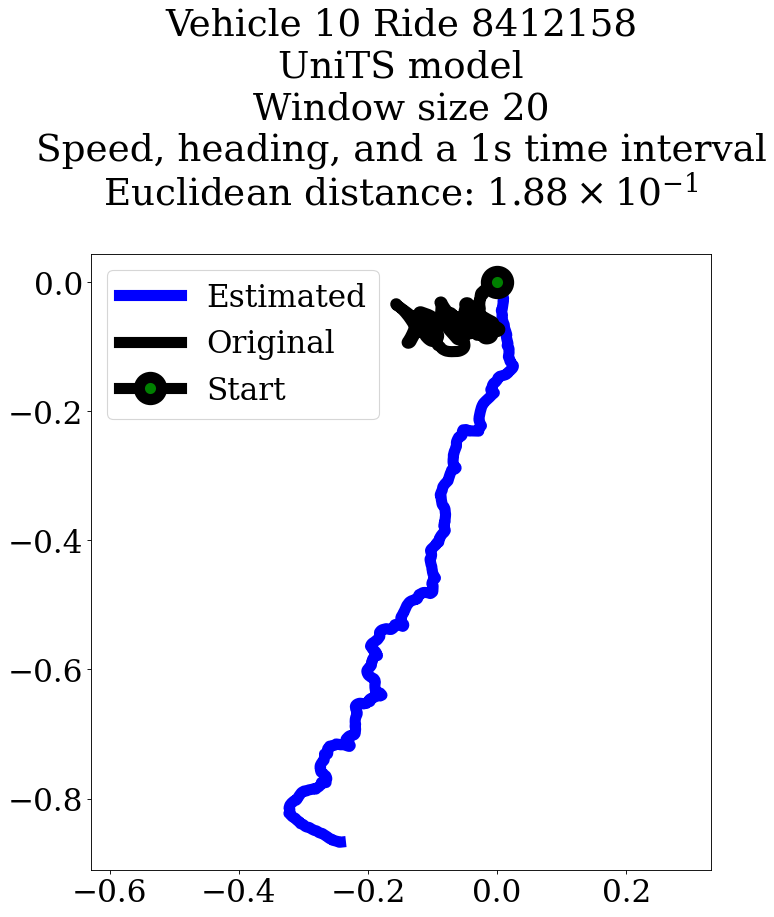 Vehicle 10 Ride 8412158
UniTS model
Window size 20
Speed, heading, and a 1s time interval
Euclidean distance: 1.88 × 10⁻¹
Estimated
Original
Start
0.0
−0.2
−0.4
−0.6
−0.8
−0.6 −0.4 −0.2 0.0 0.2